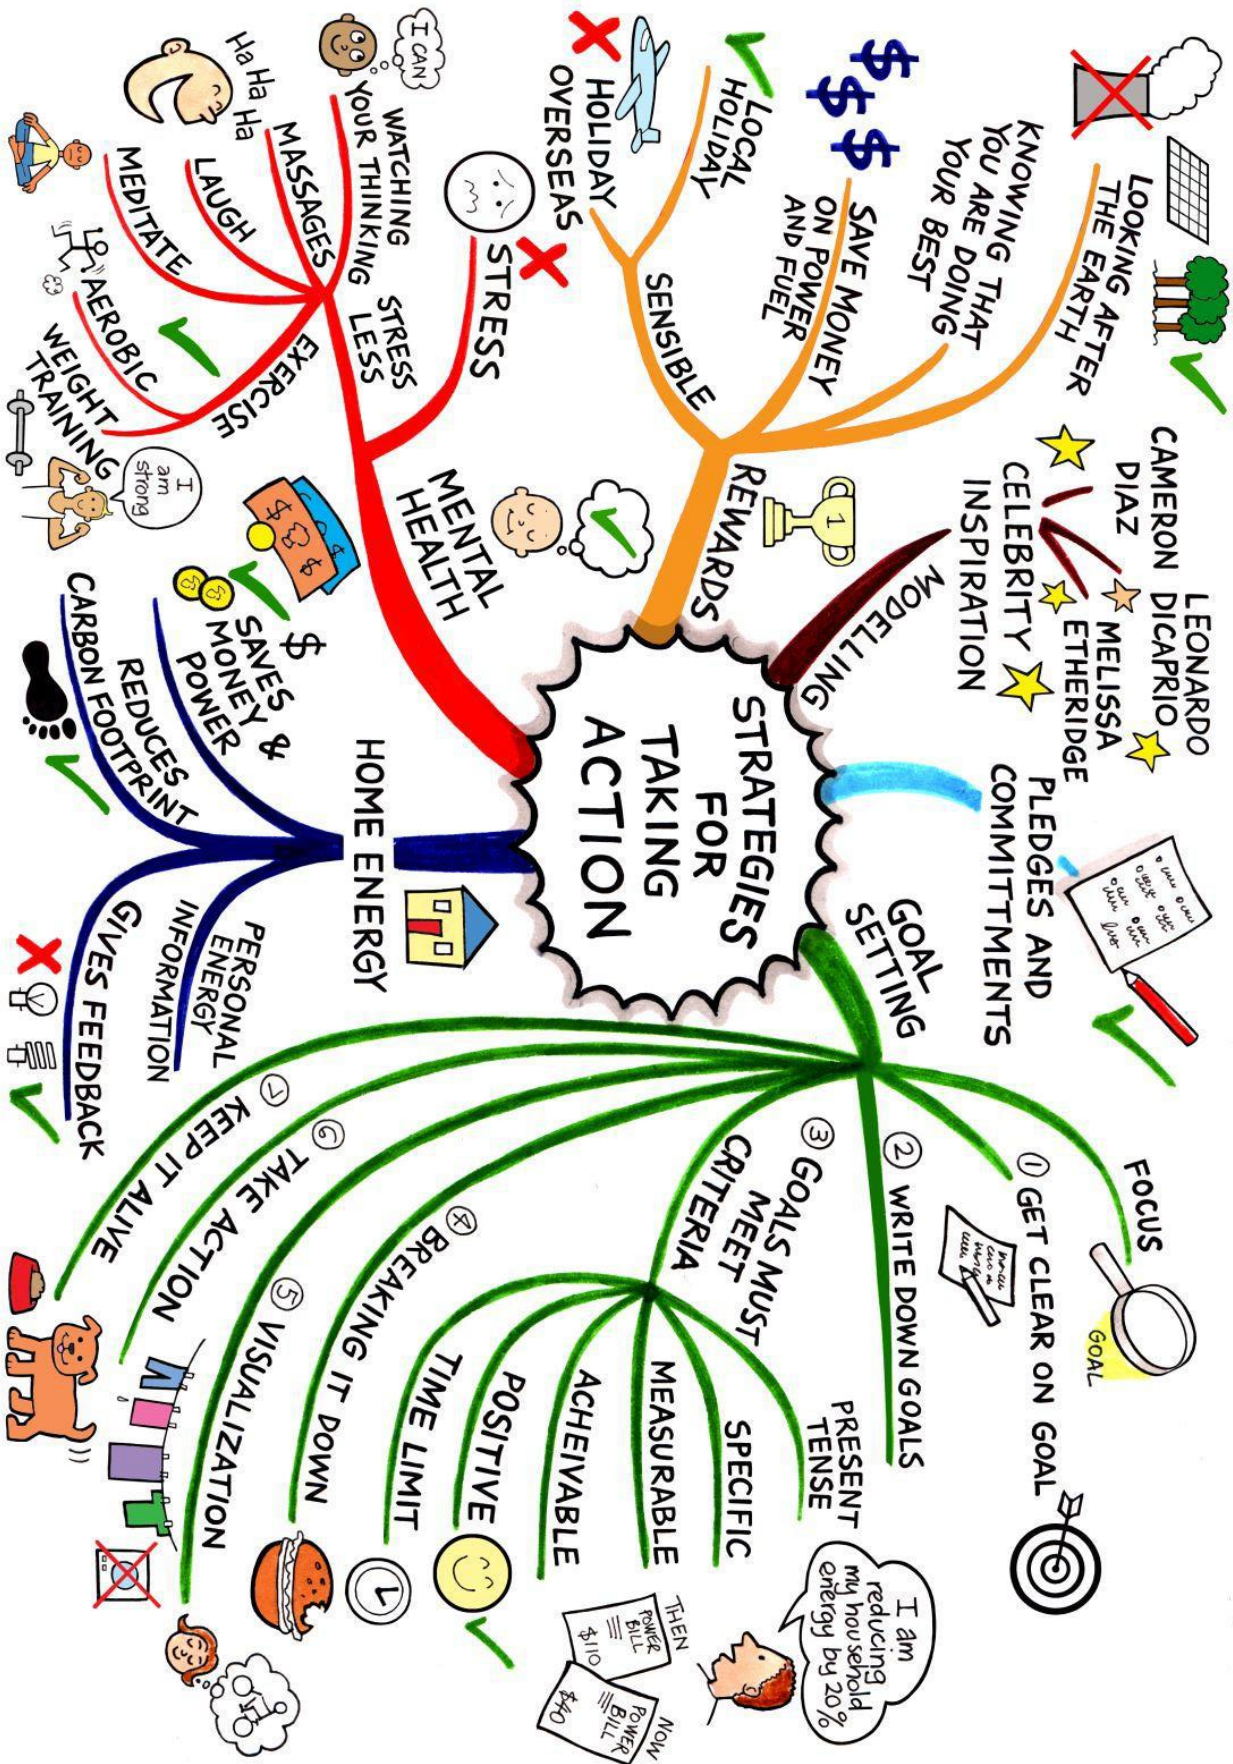 STRATEGIES
FOR
TAKING
ACTION
GOAL
SETTING
FOCUS
GOAL
① GET CLEAR ON GOAL
② WRITE DOWN GOALS
③ GOALS MUST
MEET
CRITERIA
PRESENT
TENSE
I am
reducing
my household
energy by 20%
SPECIFIC
MEASURABLE
THEN
POWER
BILL
$110
NOW
POWER
BILL
$40
ACHEIVABLE
POSITIVE
TIME LIMIT
④ BREAKING IT DOWN
⑤ VISUALIZATION
⑥ TAKE ACTION
⑦ KEEP IT ALIVE
HOME ENERGY
PERSONAL
ENERGY
INFORMATION
GIVES FEEDBACK
REDUCES
CARBON FOOTPRINT
$
SAVES
MONEY &
POWER
$
$
$
MENTAL
HEALTH
STRESS
STRESS
LESS
EXERCISE
WEIGHT
TRAINING
I
am
strong
AEROBIC
MEDITATE
LAUGH
Ha Ha Ha
MASSAGES
WATCHING
YOUR THINKING
I CAN
REWARDS
1
SENSIBLE
HOLIDAY
OVERSEAS
LOCAL
HOLIDAY
$ $ $
SAVE MONEY
ON POWER
AND FUEL
KNOWING THAT
YOU ARE DOING
YOUR BEST
LOOKING AFTER
THE EARTH
MODELLING
CELEBRITY
INSPIRATION
CAMERON
DIAZ
LEONARDO
DICAPRIO
MELISSA
ETHERIDGE
PLEDGES AND
COMMITTMENTS